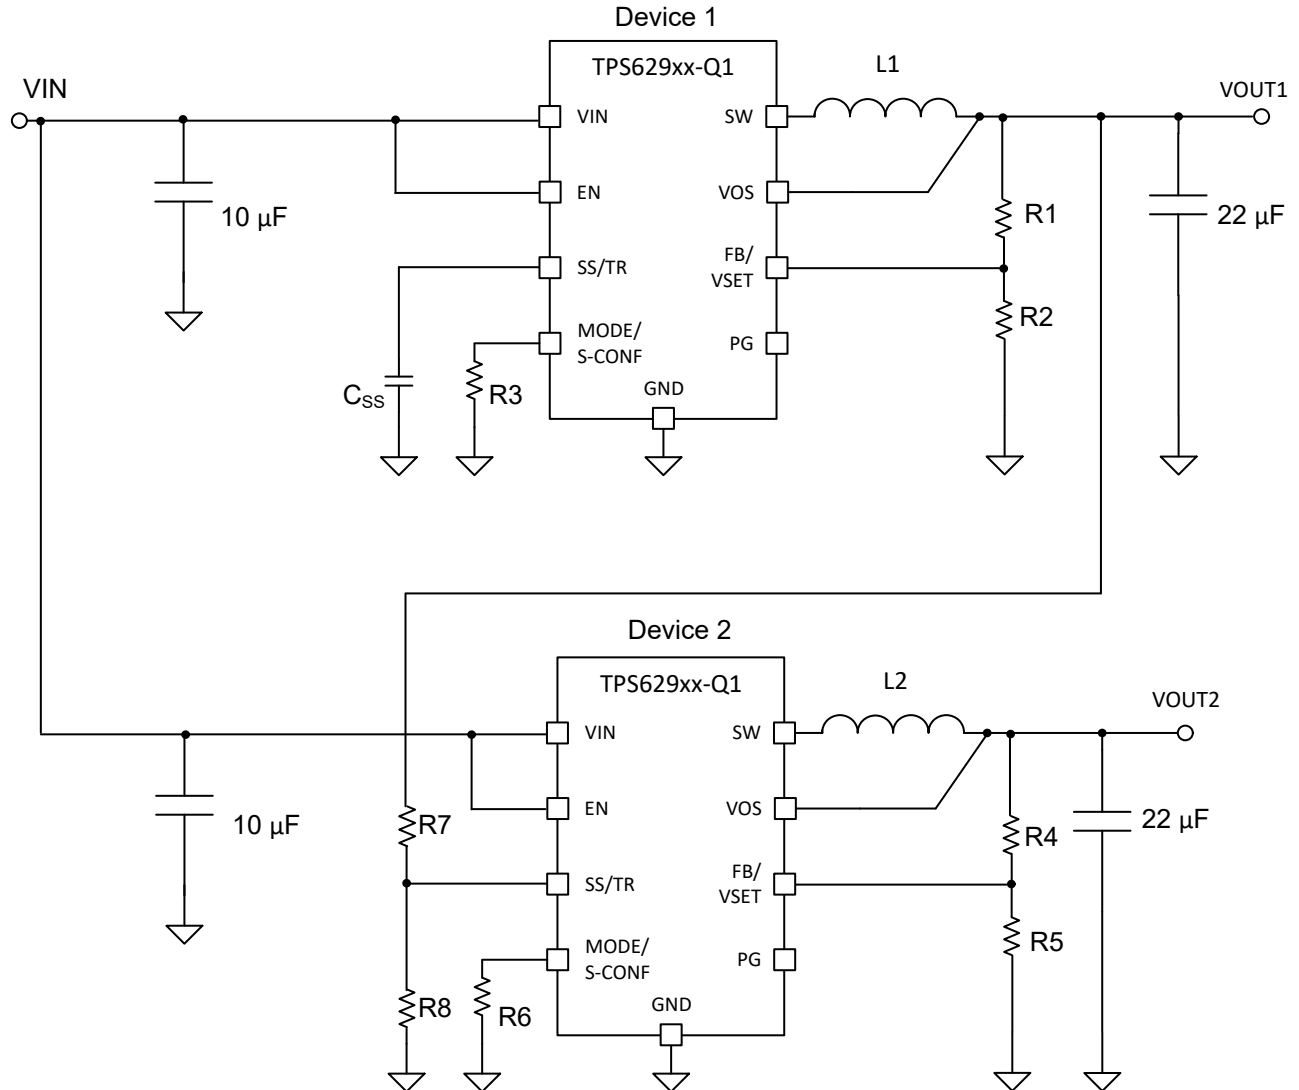 Device 1
TPS629xx-Q1
L1
VIN
VOUT1
VIN
SW
EN
VOS
10 µF
R1
22 µF
SS/TR
FB/
VSET
R2
MODE/
S-CONF
PG
CSS
R3
GND
Device 2
TPS629xx-Q1
L2
VOUT2
VIN
SW
EN
VOS
10 µF
R7
R4
22 µF
SS/TR
FB/
VSET
R5
MODE/
S-CONF
PG
R8
R6
GND